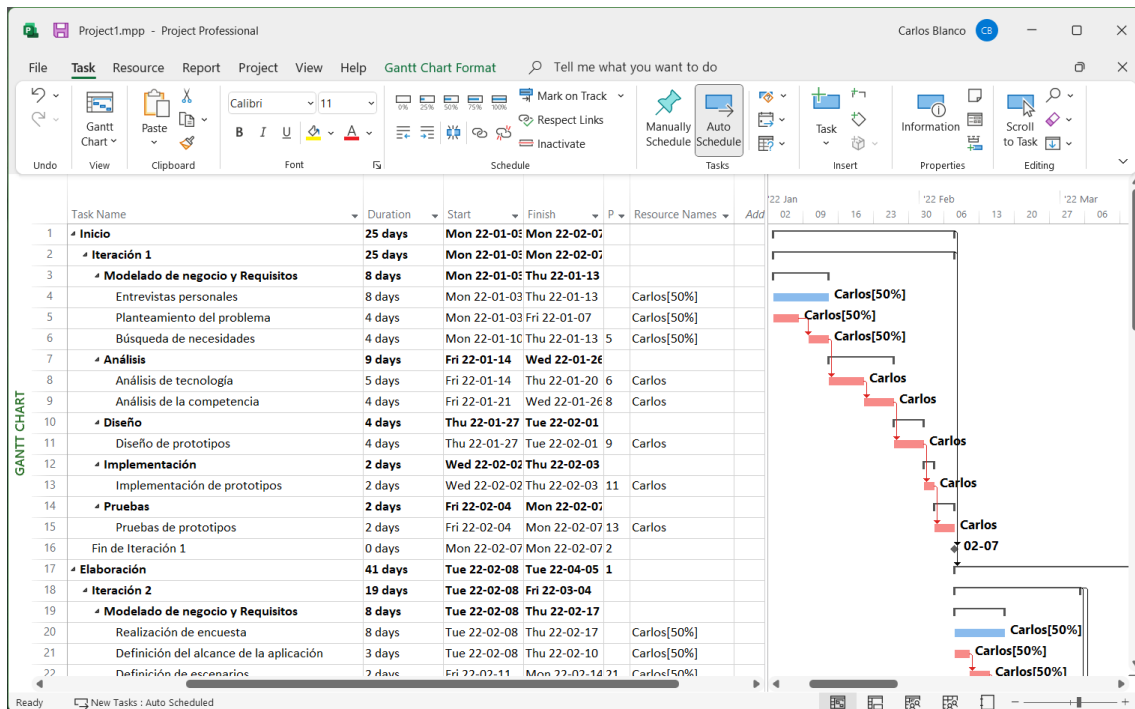 Project1.mpp - Project Professional
Carlos Blanco CB
File Task Resource Report Project View Help Gantt Chart Format Tell me what you want to do
Calibri 11
0% 25% 50% 75% 100% Mark on Track
Respect Links
Inactivate
B I U A
Gantt Chart
Paste
Manually Schedule
Auto Schedule
Task
Information
Scroll to Task
Undo View Clipboard Font Schedule Tasks Insert Properties Editing
'22 Jan '22 Feb '22 Mar
Task Name Duration Start Finish P Resource Names Add
02 09 16 23 30 06 13 20 27 06
GANTT CHART
1 Inicio 25 days Mon 22-01-03 Mon 22-02-07
2 Iteración 1 25 days Mon 22-01-03 Mon 22-02-07
3 Modelado de negocio y Requisitos 8 days Mon 22-01-03 Thu 22-01-13
4 Entrevistas personales 8 days Mon 22-01-03 Thu 22-01-13 Carlos[50%] Carlos[50%]
5 Planteamiento del problema 4 days Mon 22-01-03 Fri 22-01-07 Carlos[50%] Carlos[50%]
6 Búsqueda de necesidades 4 days Mon 22-01-10 Thu 22-01-13 5 Carlos[50%] Carlos[50%]
7 Análisis 9 days Fri 22-01-14 Wed 22-01-26
8 Análisis de tecnología 5 days Fri 22-01-14 Thu 22-01-20 6 Carlos Carlos
9 Análisis de la competencia 4 days Fri 22-01-21 Wed 22-01-26 8 Carlos Carlos
10 Diseño 4 days Thu 22-01-27 Tue 22-02-01
11 Diseño de prototipos 4 days Thu 22-01-27 Tue 22-02-01 9 Carlos Carlos
12 Implementación 2 days Wed 22-02-02 Thu 22-02-03
13 Implementación de prototipos 2 days Wed 22-02-02 Thu 22-02-03 11 Carlos Carlos
14 Pruebas 2 days Fri 22-02-04 Mon 22-02-07
15 Pruebas de prototipos 2 days Fri 22-02-04 Mon 22-02-07 13 Carlos Carlos
16 Fin de Iteración 1 0 days Mon 22-02-07 Mon 22-02-07 2 02-07
17 Elaboración 41 days Tue 22-02-08 Tue 22-04-05 1
18 Iteración 2 19 days Tue 22-02-08 Fri 22-03-04
19 Modelado de negocio y Requisitos 8 days Tue 22-02-08 Thu 22-02-17
20 Realización de encuesta 8 days Tue 22-02-08 Thu 22-02-17 Carlos[50%] Carlos[50%]
21 Definición del alcance de la aplicación 3 days Tue 22-02-08 Thu 22-02-10 Carlos[50%] Carlos[50%]
22 Definición de escenarios 2 days Fri 22-02-11 Mon 22-02-14 21 Carlos[50%] Carlos[50%]
Ready New Tasks : Auto Scheduled